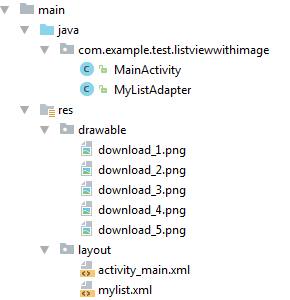 main
java
com.example.test.listviewwithimage
MainActivity
MyListAdapter
res
drawable
download_1.png
download_2.png
download_3.png
download_4.png
download_5.png
layout
activity_main.xml
mylist.xml